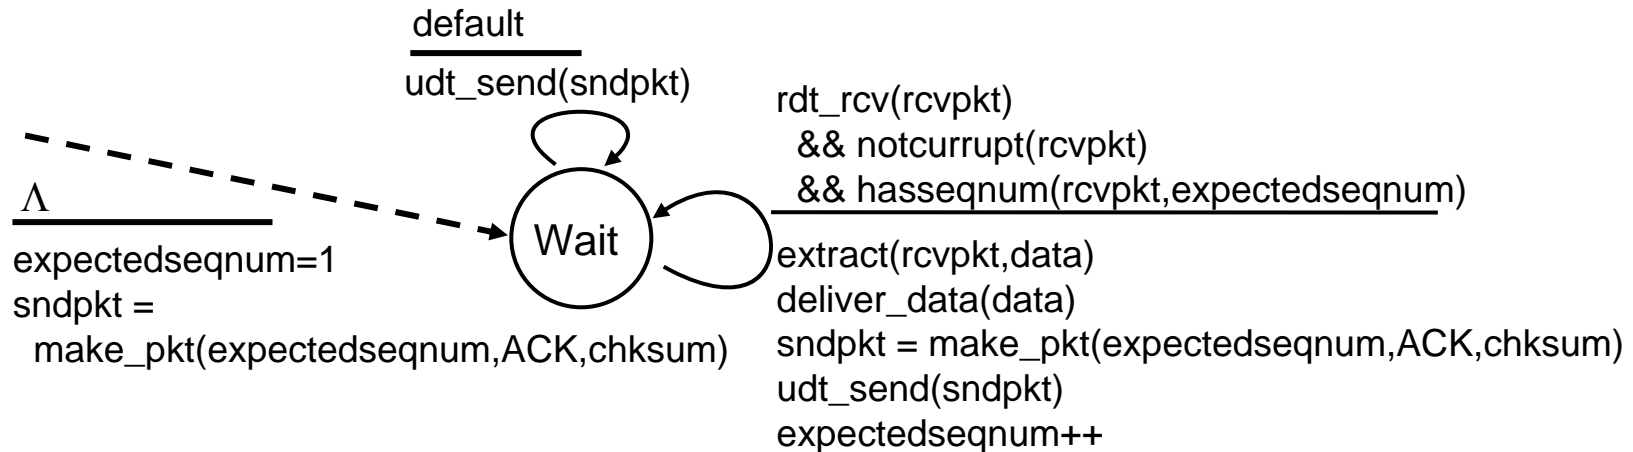 default
udt_send(sndpkt)
rdt_rcv(rcvpkt)
&& notcurrupt(rcvpkt)
&& hasseqnum(rcvpkt,expectedseqnum)
Λ
expectedseqnum=1
sndpkt =
make_pkt(expectedseqnum,ACK,chksum)
Wait
extract(rcvpkt,data)
deliver_data(data)
sndpkt = make_pkt(expectedseqnum,ACK,chksum)
udt_send(sndpkt)
expectedseqnum++